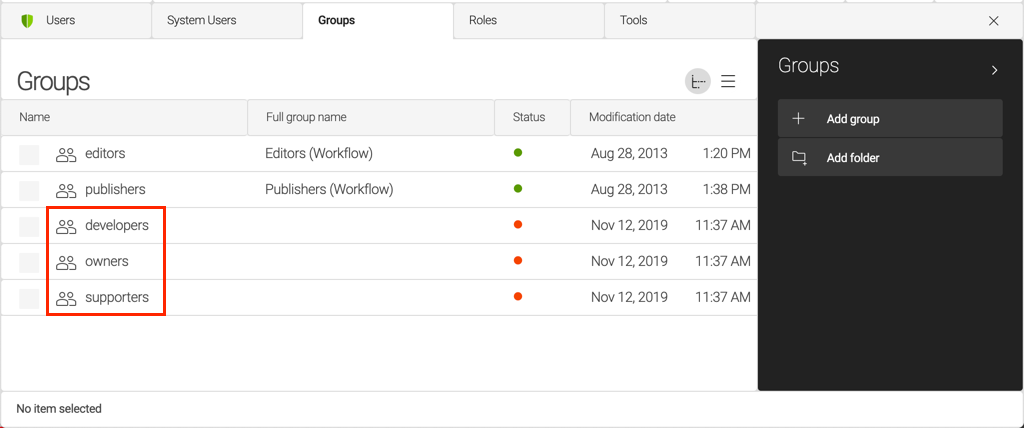 Users System Users Groups Roles Tools
Groups
Name Full group name Status Modification date
editors Editors (Workflow) Aug 28, 2013 1:20 PM
publishers Publishers (Workflow) Aug 28, 2013 1:38 PM
developers Nov 12, 2019 11:37 AM
owners Nov 12, 2019 11:37 AM
supporters Nov 12, 2019 11:37 AM
No item selected
Groups
Add group
Add folder